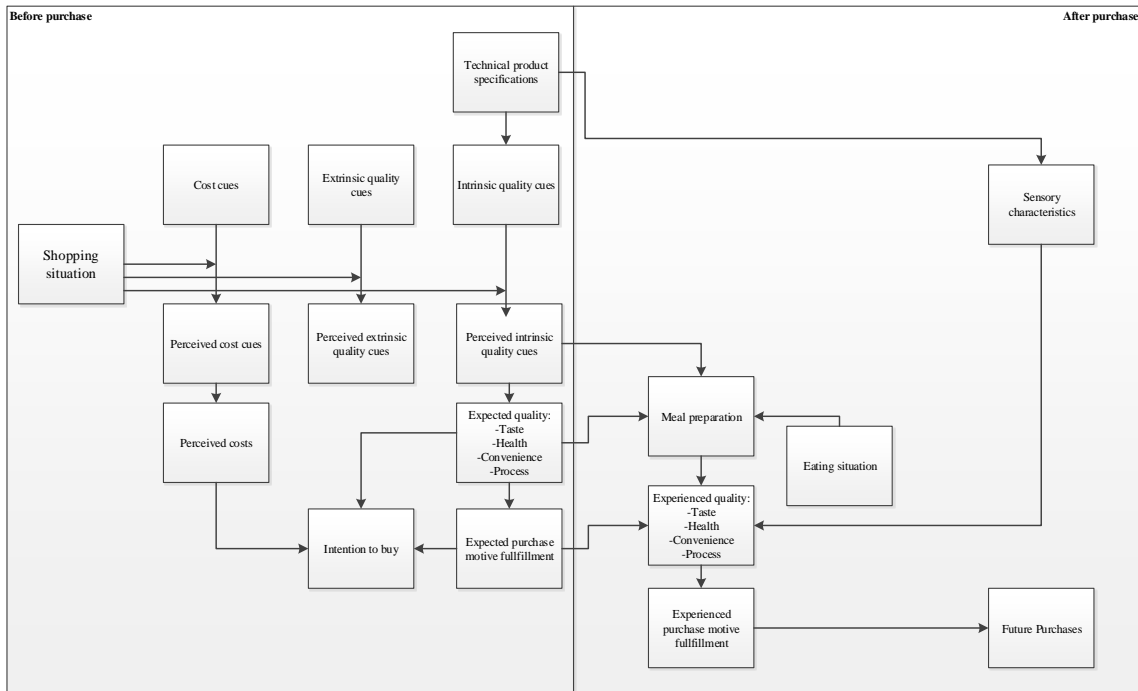 Before purchase
After purchase
Technical product
specifications
Cost cues
Extrinsic quality
cues
Intrinsic quality cues
Sensory
characteristics
Shopping
situation
Perceived cost cues
Perceived extrinsic
quality cues
Perceived intrinsic
quality cues
Meal preparation
Perceived costs
Expected quality:
-Taste
-Health
-Convenience
-Process
Eating situation
Experienced quality:
-Taste
-Health
-Convenience
-Process
Intention to buy
Expected purchase
motive fullfillment
Experienced
purchase motive
fullfillment
Future Purchases